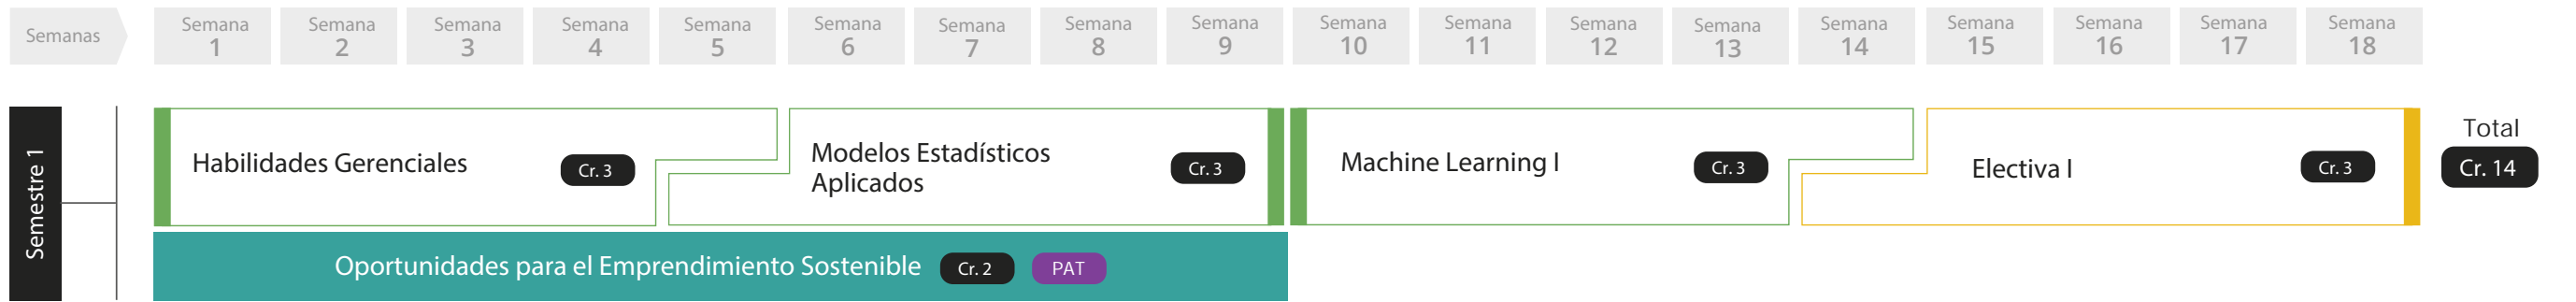 Semanas
Semana
1
Semana
2
Semana
3
Semana
4
Semana
5
Semana
6
Semana
7
Semana
8
Semana
9
Semana
10
Semana
11
Semana
12
Semana
13
Semana
14
Semana
15
Semana
16
Semana
17
Semana
18
Semestre 1
Habilidades Gerenciales
Cr. 3
Modelos Estadísticos
Aplicados
Cr. 3
Machine Learning I
Cr. 3
Electiva I
Cr. 3
Total
Cr. 14
Oportunidades para el Emprendimiento Sostenible
Cr. 2
PAT